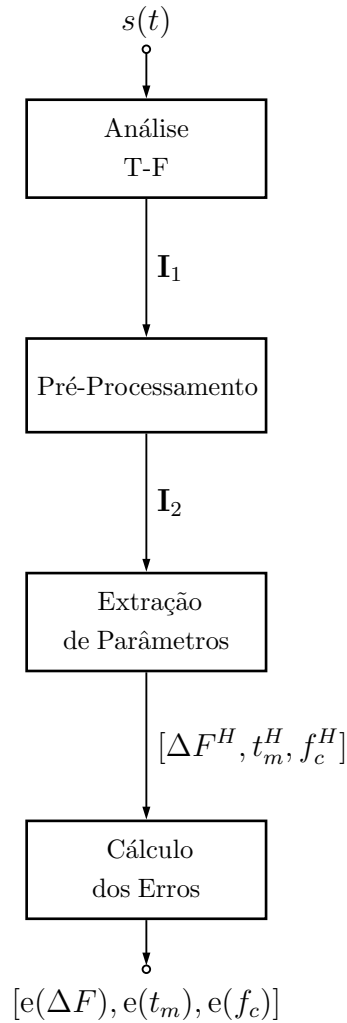 s(t)
Análise
T-F
I₁
Pré-Processamento
I₂
Extração
de Parâmetros
[ΔF^H, t_m^H, f_c^H]
Cálculo
dos Erros
[e(ΔF), e(t_m), e(f_c)]